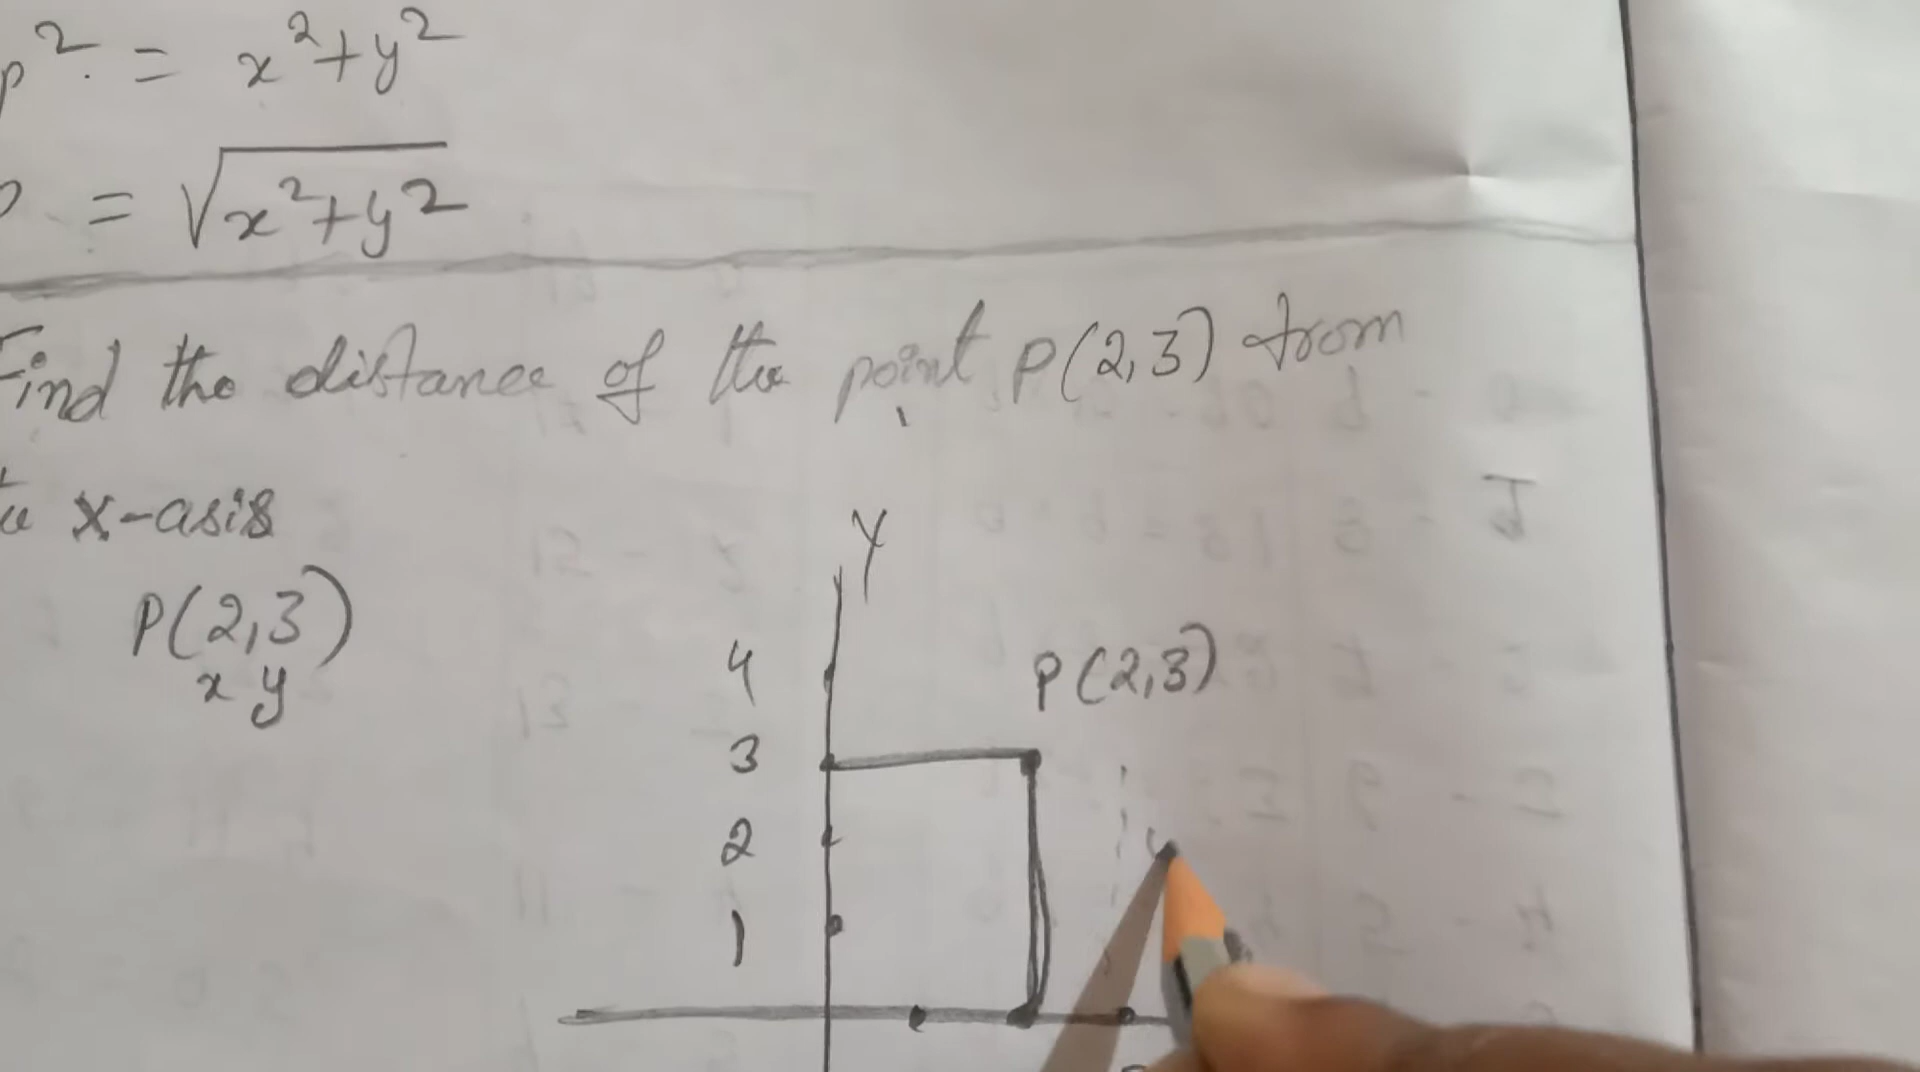 p². = x²+y²
= √x²+y²
Find the distance of the point P(2,3) from
x-asis
P(2,3)
x y
Y
4
P(2,3)
3
2
1